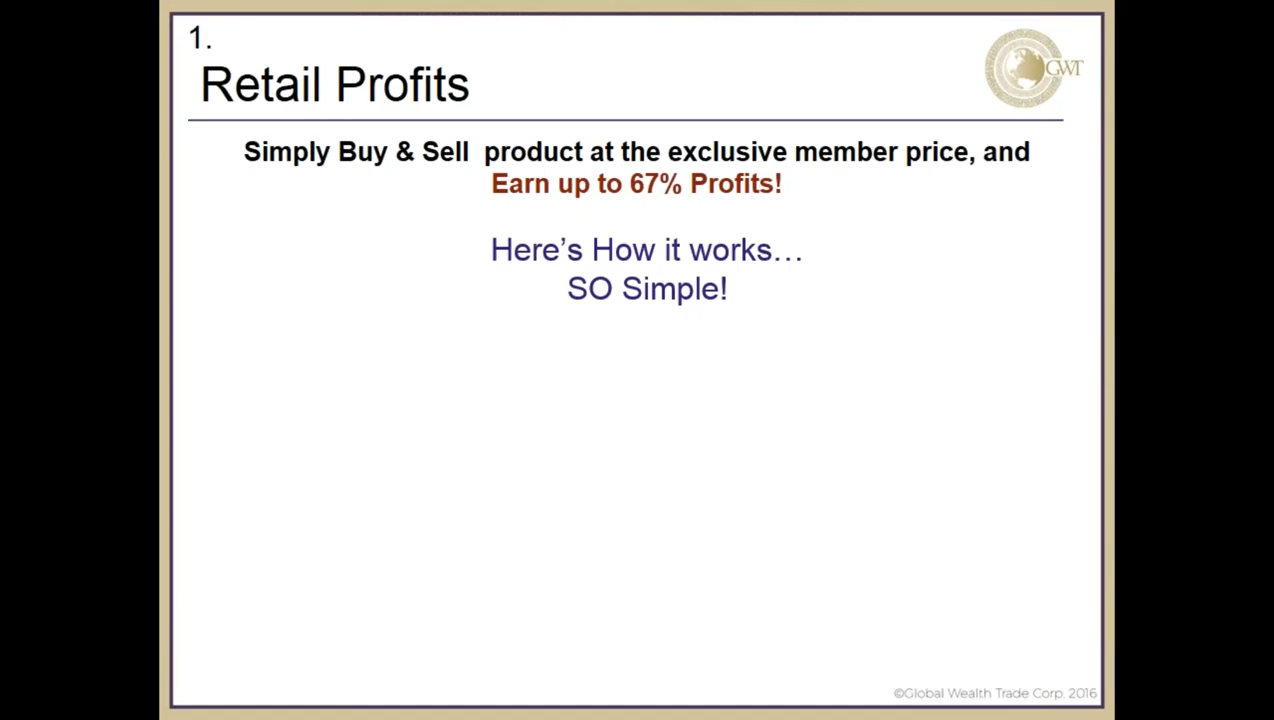 1.
Retail Profits
GWT
Simply Buy & Sell  product at the exclusive member price, and
Earn up to 67% Profits!
Here’s How it works…
SO Simple!
©Global Wealth Trade Corp. 2016